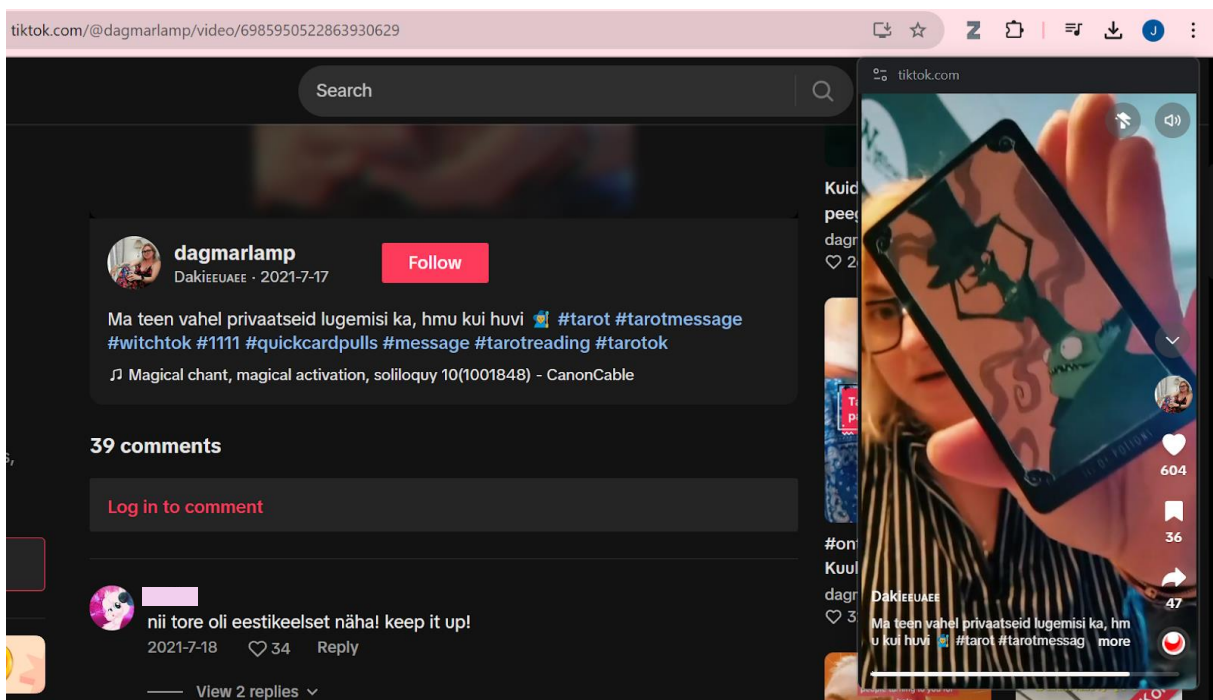 tiktok.com/@dagmarlamp/video/6985950522863930629
Z
J
Search
dagmarlamp
Dakiᴇᴇᴜᴀᴇᴇ · 2021-7-17
Follow
Ma teen vahel privaatseid lugemisi ka, hmu kui huvi 🧙‍♂️ #tarot #tarotmessage
#witchtok #1111 #quickcardpulls #message #tarotreading #tarotok
♫ Magical chant, magical activation, soliloquy 10(1001848) - CanonCable
39 comments
Log in to comment
nii tore oli eestikeelset näha! keep it up!
2021-7-18 34 Reply
View 2 replies
Kuid
peeg
dagr
2
#on
Kuul
dagr
3
tiktok.com
604
36
47
Dakiᴇᴇᴜᴀᴇᴇ
Ma teen vahel privaatseid lugemisi ka, hm
u kui huvi 🧙‍♂️ #tarot #tarotmessag more